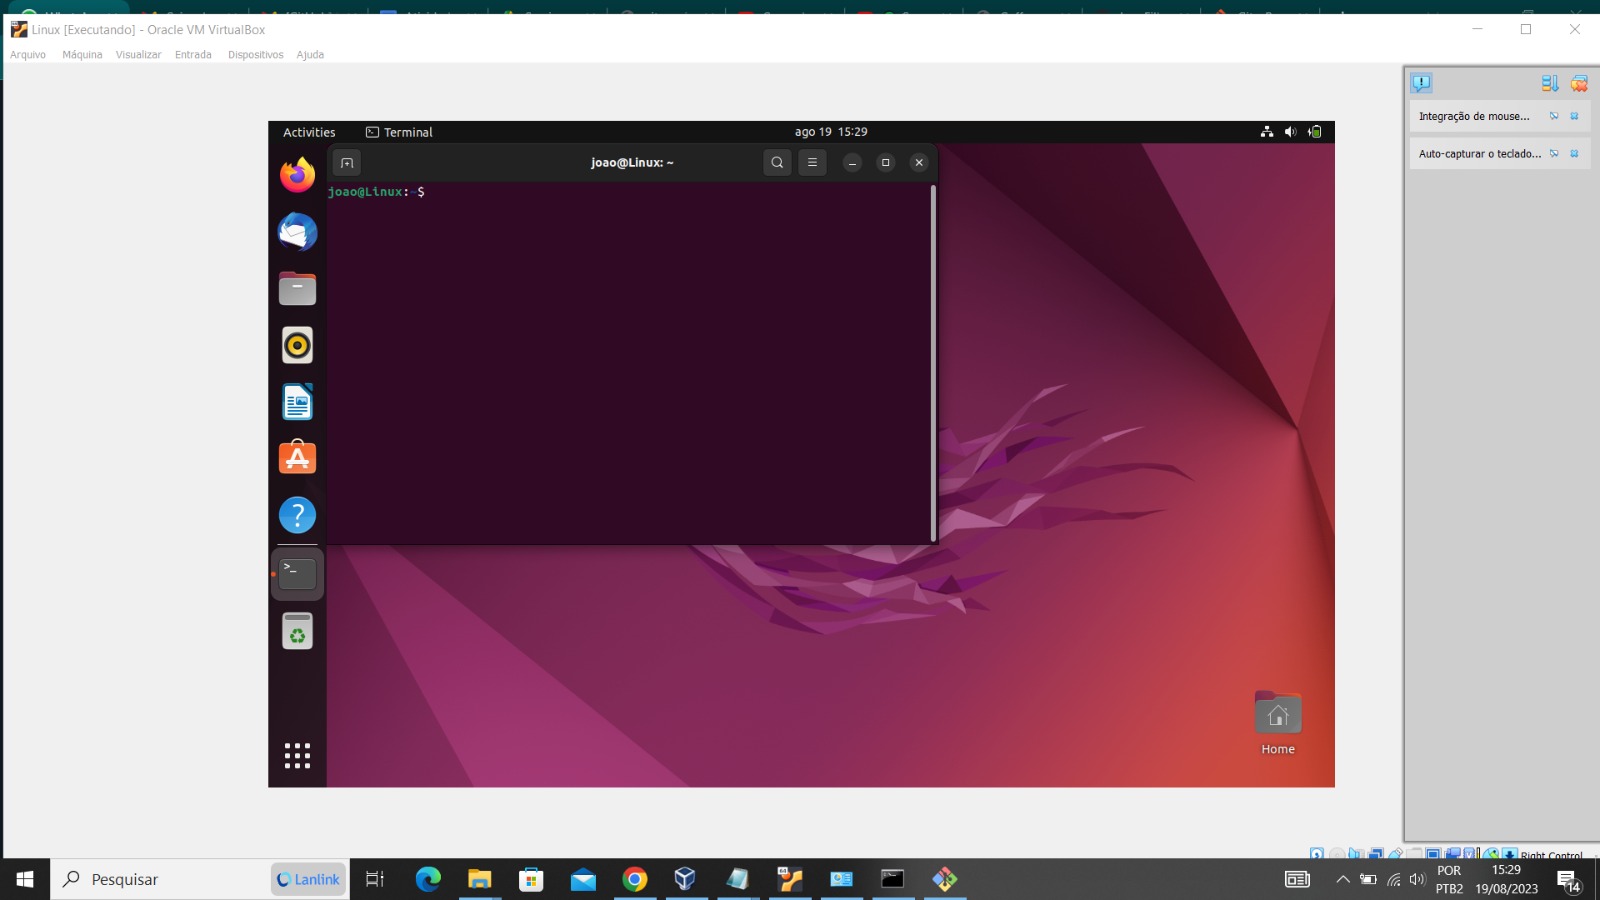 Linux [Executando] - Oracle VM VirtualBox
Arquivo Máquina Visualizar Entrada Dispositivos Ajuda
Integração de mouse...
Auto-capturar o teclado...
Activities Terminal ago 19 15:29
joao@Linux: ~
joao@Linux:~$
Home
Right Control
Pesquisar
Lanlink
POR
PTB2
15:29
19/08/2023
14